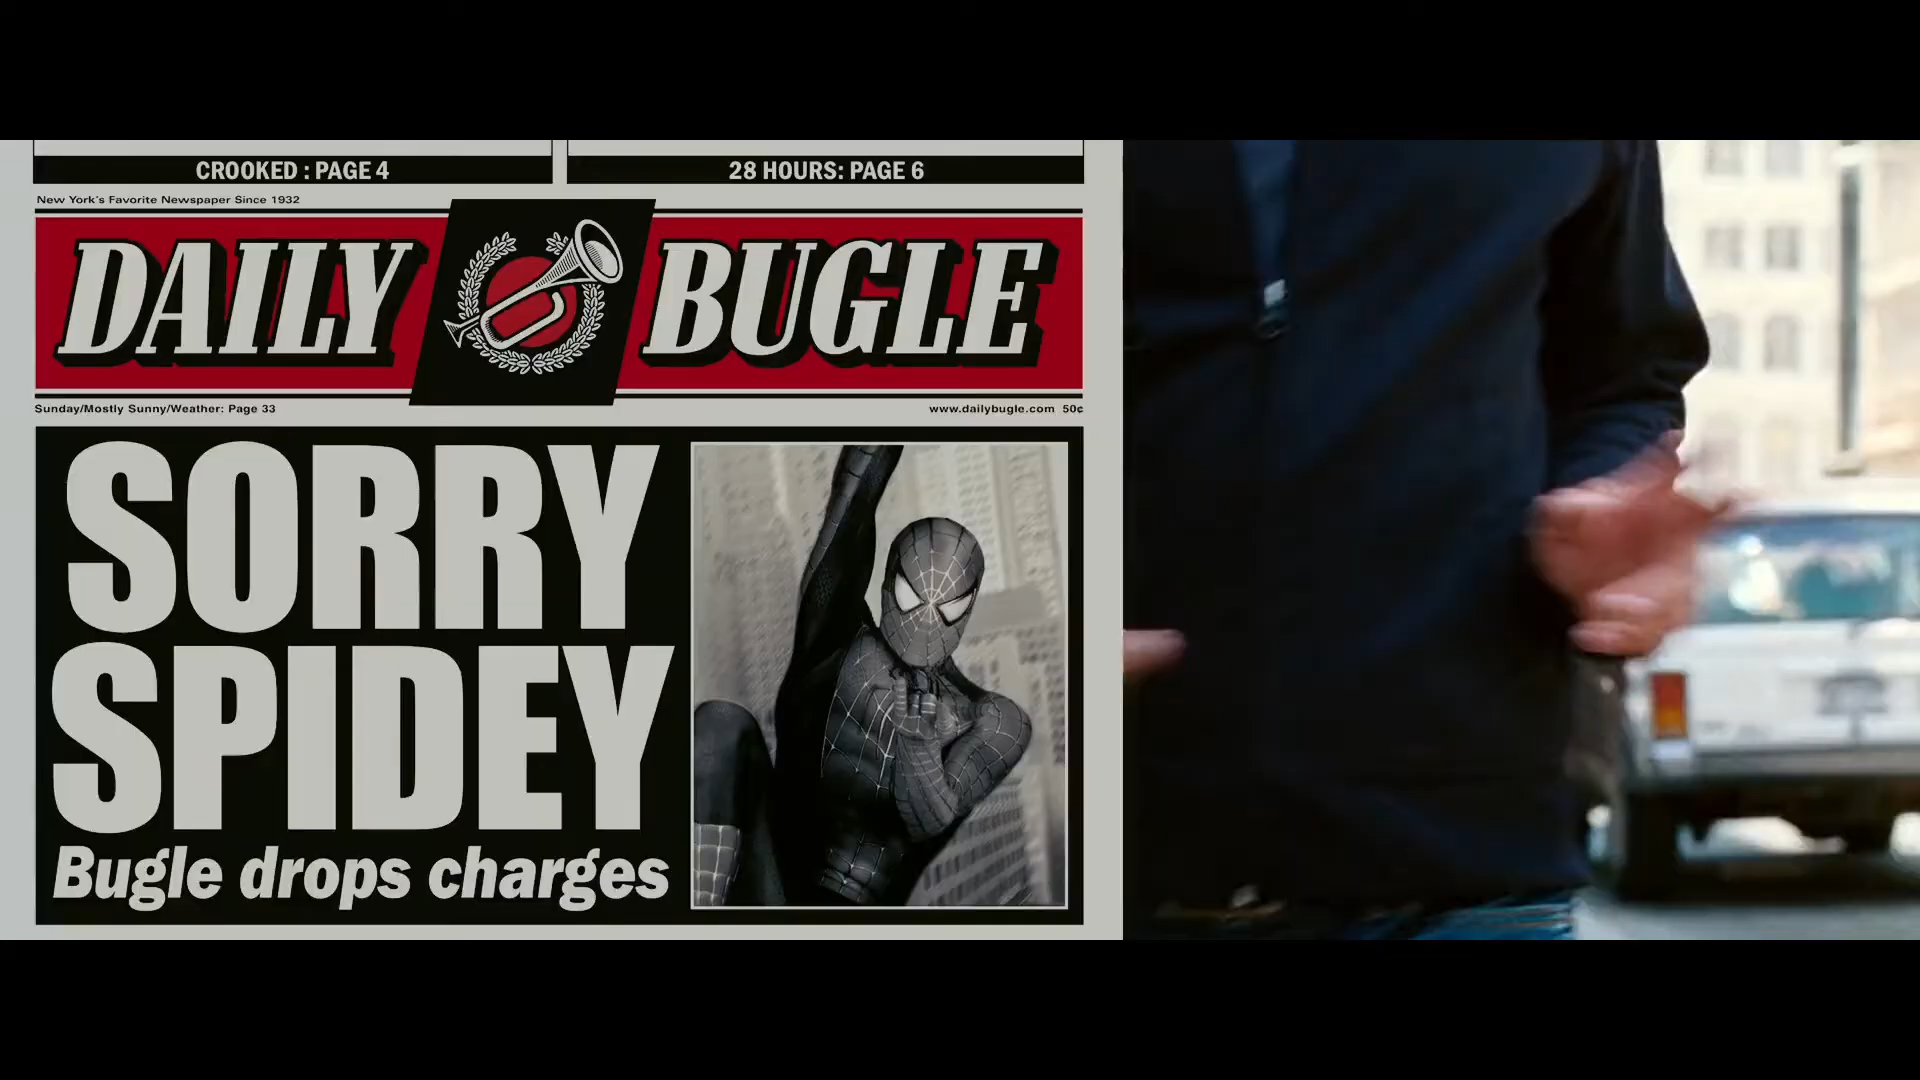 CROOKED : PAGE 4
28 HOURS: PAGE 6
New York's Favorite Newspaper Since 1932
DAILY BUGLE
Sunday/Mostly Sunny/Weather: Page 33
www.dailybugle.com 50¢
SORRY
SPIDEY
Bugle drops charges